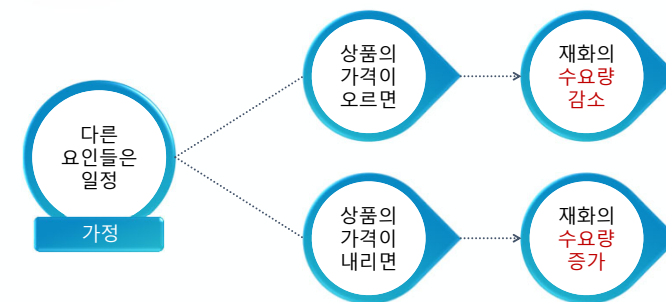 다른
요인들은
일정
가정
상품의
가격이
오르면
재화의
수요량
감소
상품의
가격이
내리면
재화의
수요량
증가